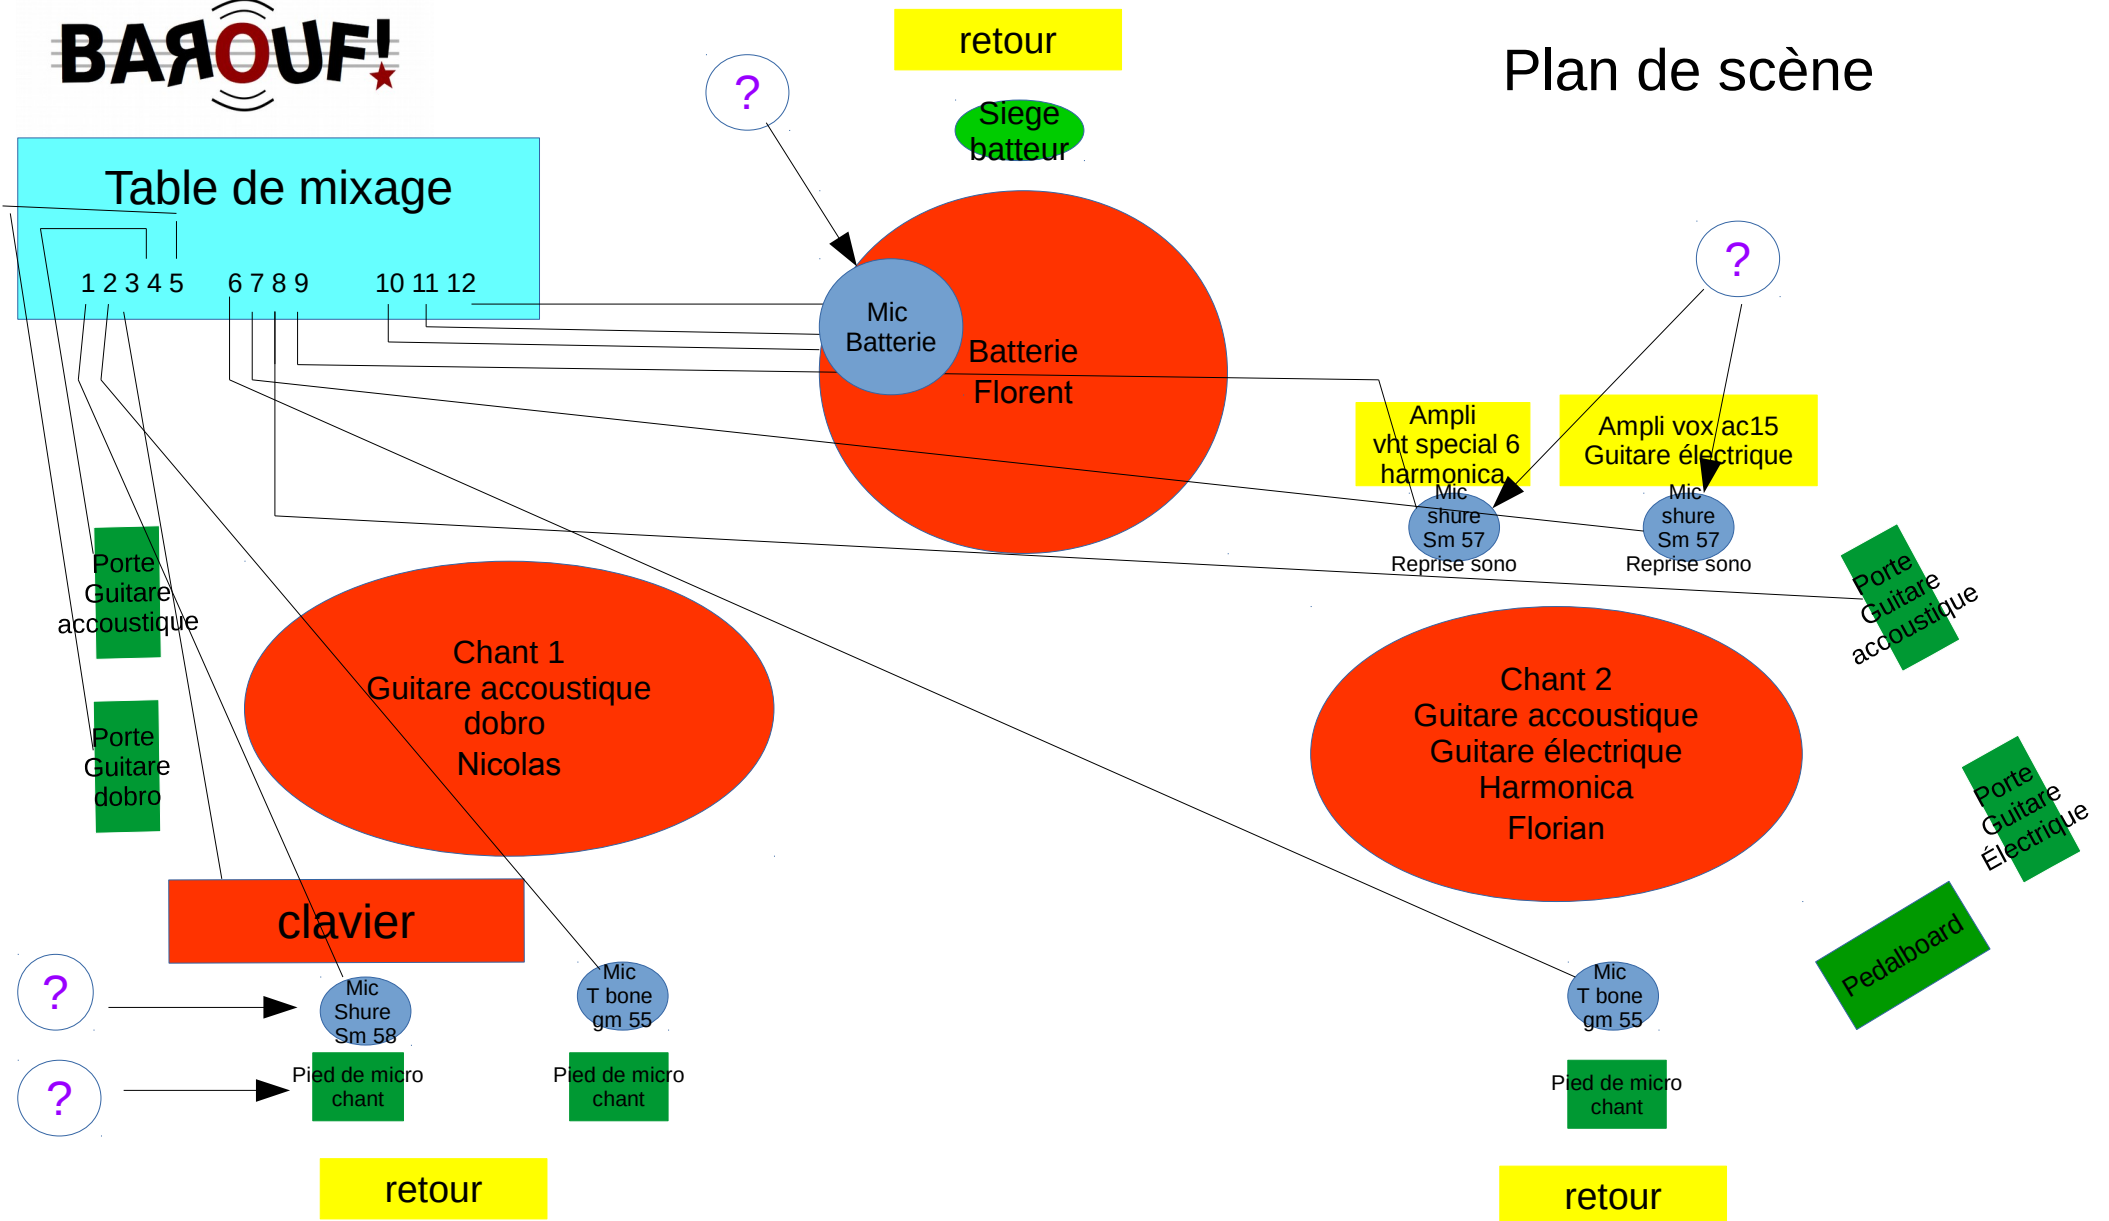 BAROUF!
Plan de scène
retour
?
Siege
batteur
Table de mixage
1 2 3 4 5 6 7 8 9 10 11 12
Mic
Batterie
Batterie
Florent
?
Ampli
vht special 6
harmonica
Ampli vox ac15
Guitare électrique
Mic
shure
Sm 57
Reprise sono
Mic
shure
Sm 57
Reprise sono
Porte
Guitare
accoustique
Porte
Guitare
dobro
Chant 1
Guitare accoustique
dobro
Nicolas
Chant 2
Guitare accoustique
Guitare électrique
Harmonica
Florian
Porte
Guitare
accoustique
Porte
Guitare
Électrique
Pedalboard
clavier
?
Mic
Shure
Sm 58
Mic
T bone
gm 55
Mic
T bone
gm 55
?
Pied de micro
chant
Pied de micro
chant
Pied de micro
chant
retour
retour